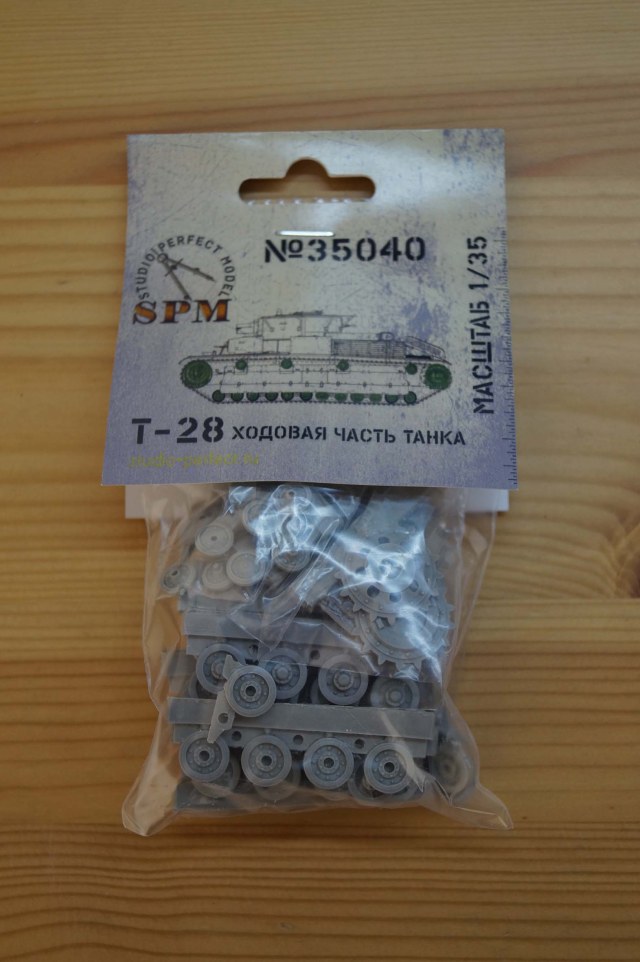 STUDIO PERFECT MODEL
SPM
№35040
МАСШТАБ 1/35
Т-28 ХОДОВАЯ ЧАСТЬ ТАНКА